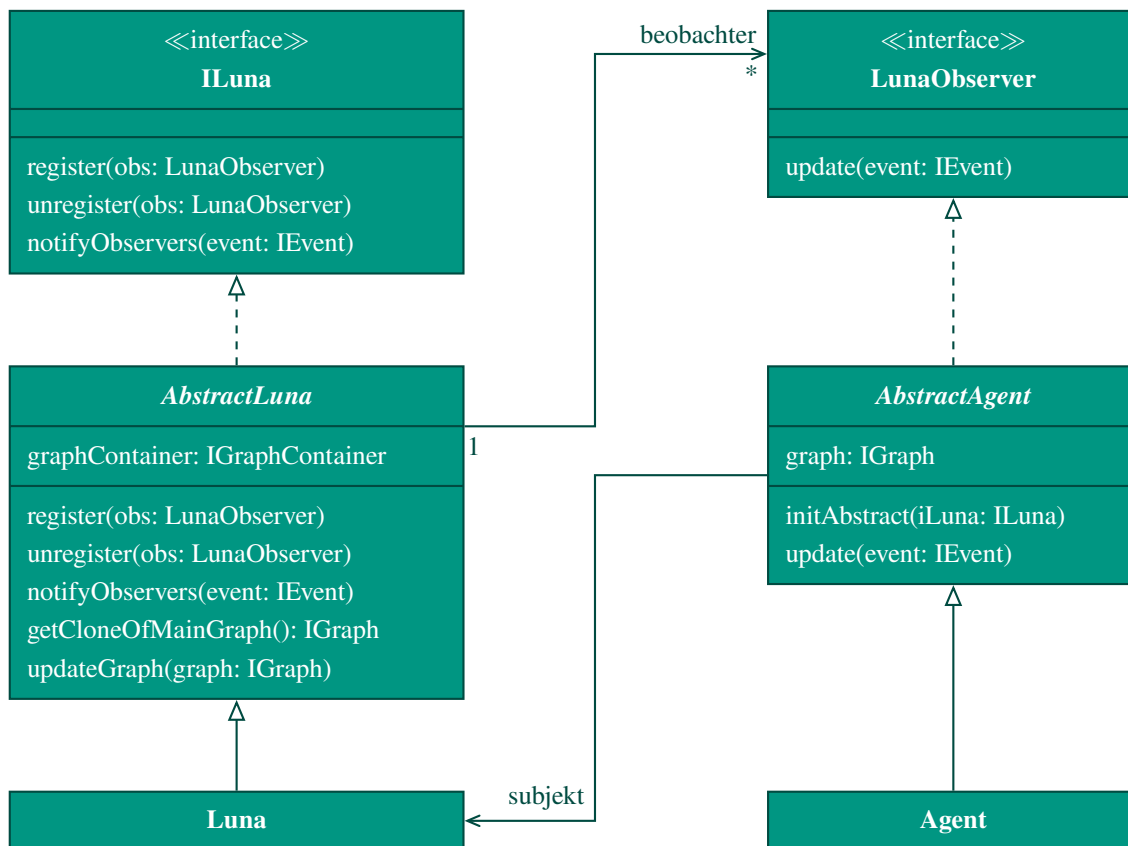 ≪interface≫
ILuna
register(obs: LunaObserver)
unregister(obs: LunaObserver)
notifyObservers(event: IEvent)
beobachter
*
≪interface≫
LunaObserver
update(event: IEvent)
AbstractLuna
graphContainer: IGraphContainer
register(obs: LunaObserver)
unregister(obs: LunaObserver)
notifyObservers(event: IEvent)
getCloneOfMainGraph(): IGraph
updateGraph(graph: IGraph)
1
AbstractAgent
graph: IGraph
initAbstract(iLuna: ILuna)
update(event: IEvent)
Luna
subjekt
Agent